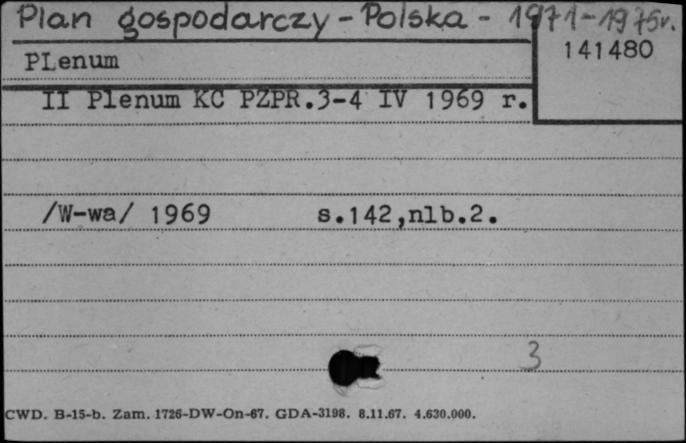 Plan gospodarczy - Polska - 1971-1975r.
141480
PLenum
II Plenum KC PZPR.3-4 IV 1969 r.
/W-wa/ 1969 s.142,nlb.2.
3
CWD. B-15-b. Zam. 1726-DW-On-67. GDA-3198. 8.11.67. 4.630.000.